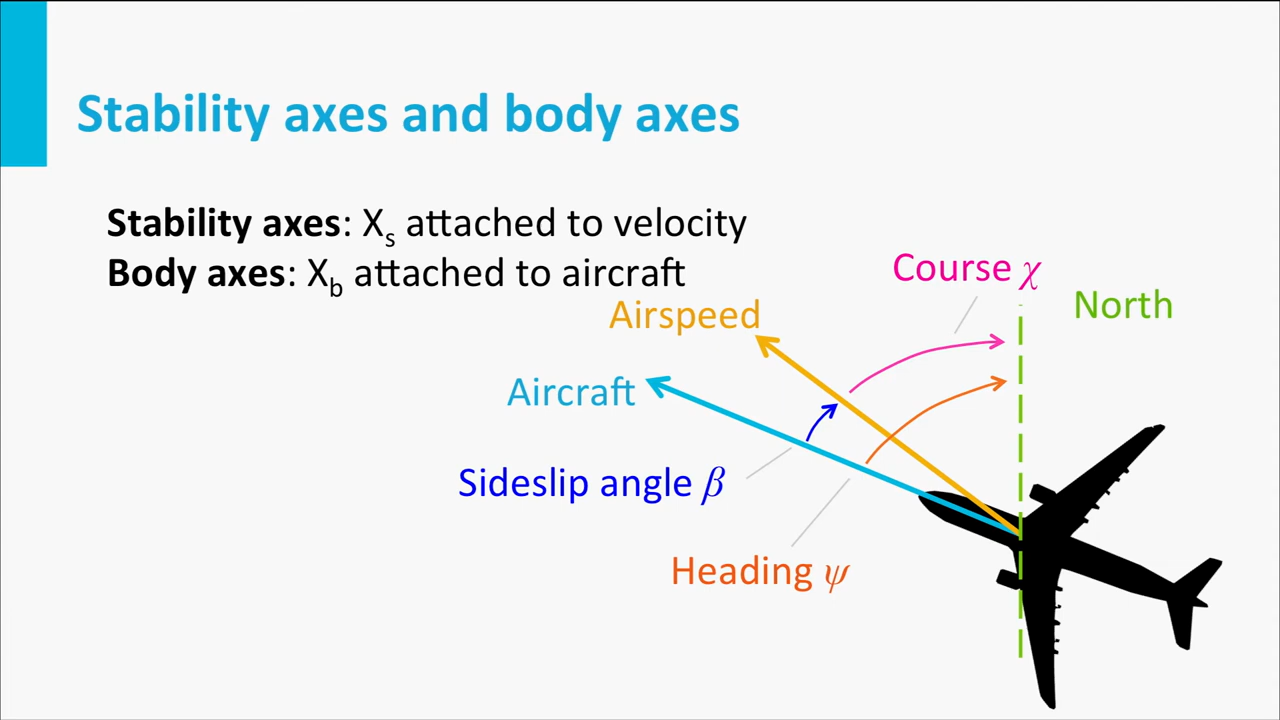 Stability axes and body axes
Stability axes: Xs attached to velocity
Body axes: Xb attached to aircraft
Course χ
North
Airspeed
Aircraft
Sideslip angle β
Heading ψ